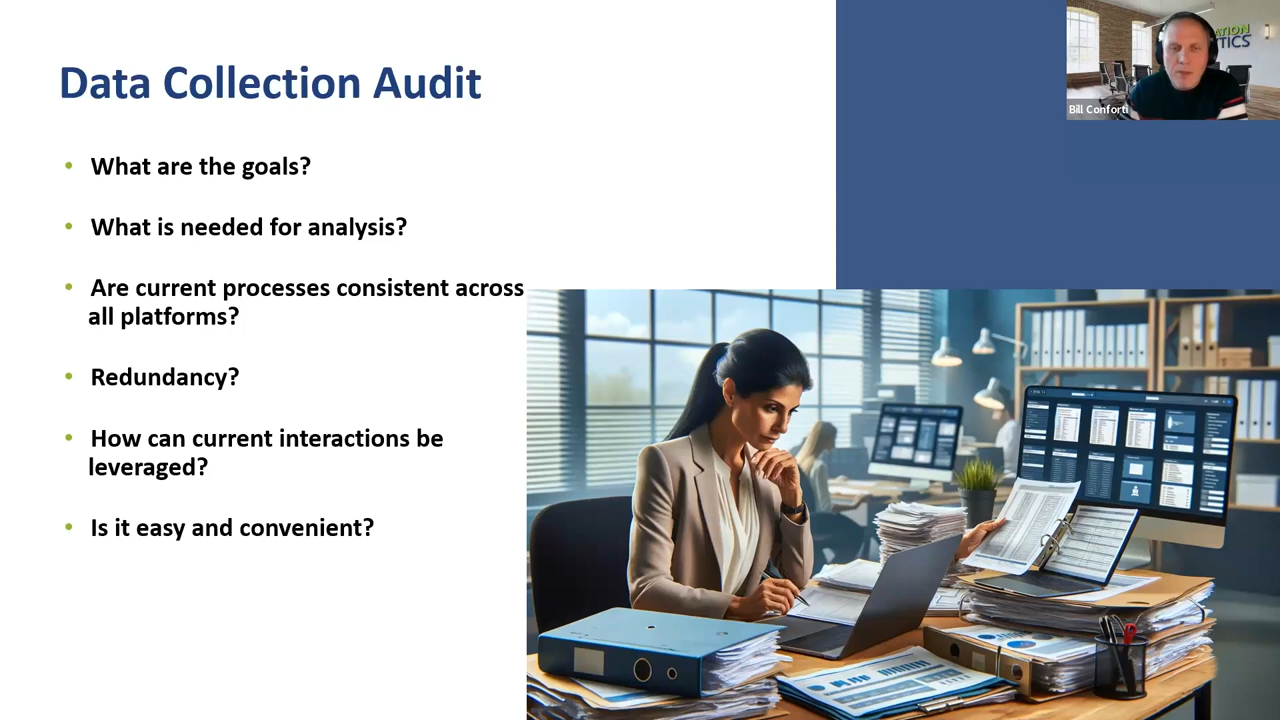 Data Collection Audit
• What are the goals?
• What is needed for analysis?
• Are current processes consistent across
all platforms?
• Redundancy?
• How can current interactions be
leveraged?
• Is it easy and convenient?
Bill Conforti